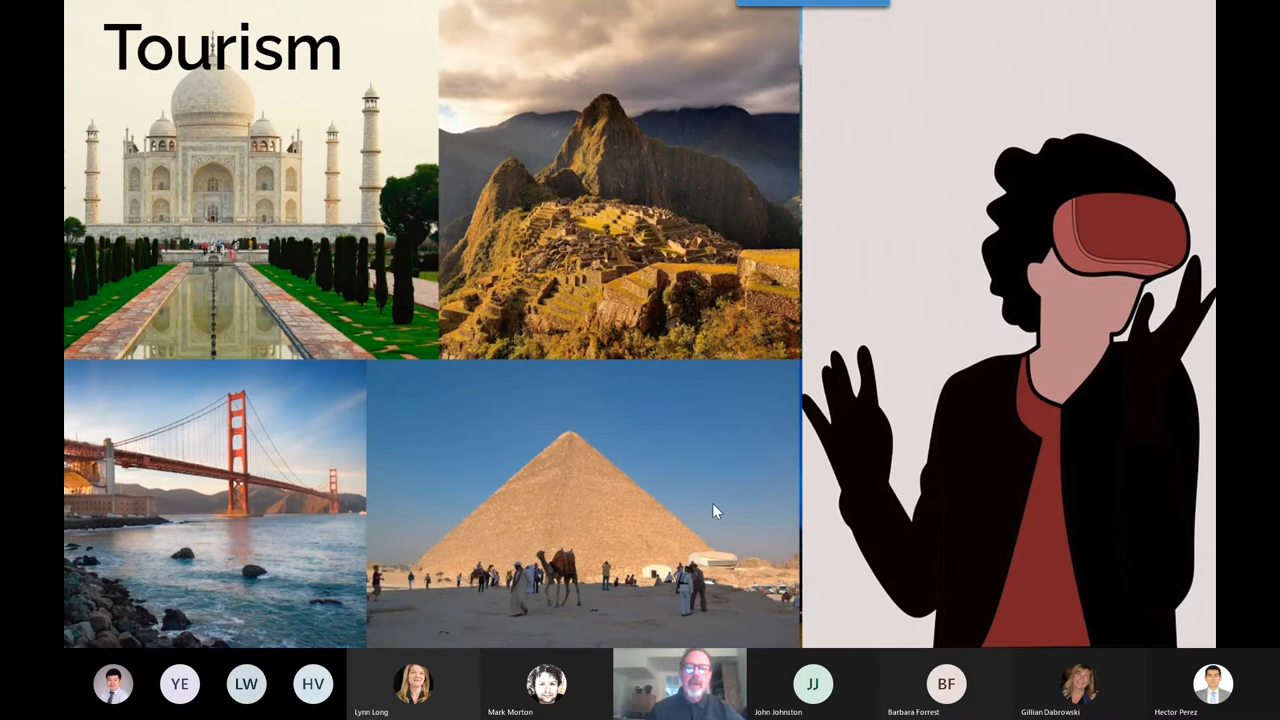 Tourism
YE
LW
HV
Lynn Long
Mark Morton
JJ
John Johnston
BF
Barbara Forrest
Gillian Dabrowski
Hector Perez